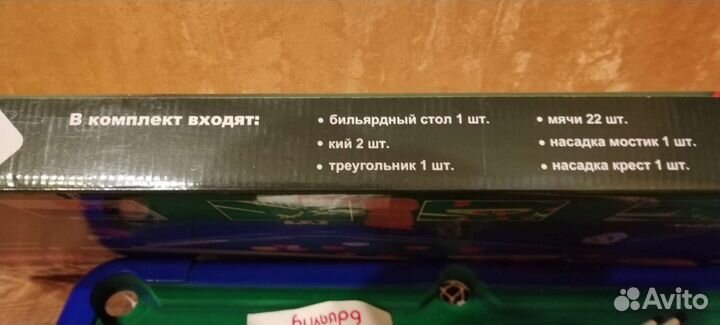 В комплект входят:
• бильярдный стол 1 шт.
• кий 2 шт.
• треугольник 1 шт.
• мячи 22 шт.
• насадка мостик 1 шт.
• насадка крест 1 шт.
Avito